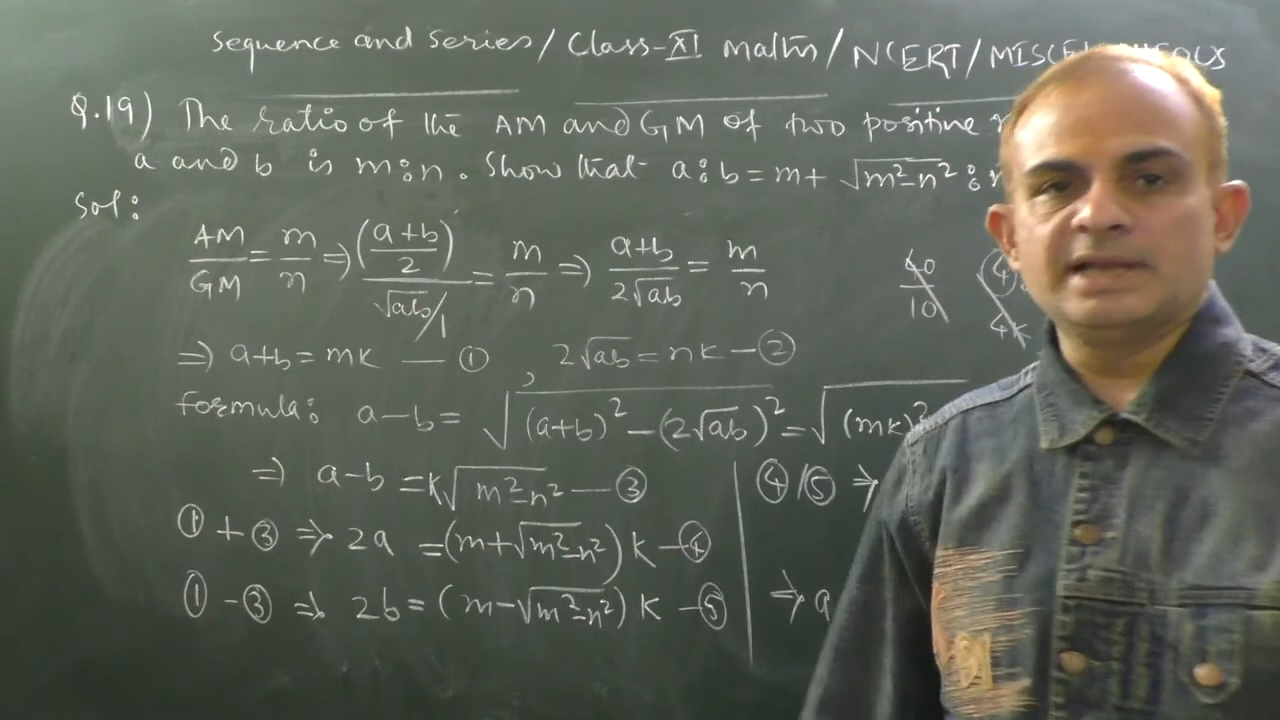 Sequence and Series/Class-XI Maths/NCERT/MISCELLANEOUS
Q.19) The ratio of the AM and GM of two positive
a and b is m:n. Show that a:b = m+ √(m²-n²) :
Sol:
AM/GM = m/n ⇒ ((a+b)/2)/(√ab/1) = m/n ⇒ (a+b)/(2√ab) = m/n
40/10
4k
⇒ a+b = mk — ① , 2√ab = nk — ②
formula: a-b = √((a+b)² - (2√ab)²) = √((mk)²
⇒ a-b = k√(m²-n²) — ③
① + ③ ⇒ 2a = (m+√(m²-n²)) k — ④
① - ③ ⇒ 2b = (m-√(m²-n²)) k — ⑤
④/⑤ ⇒
⇒ a